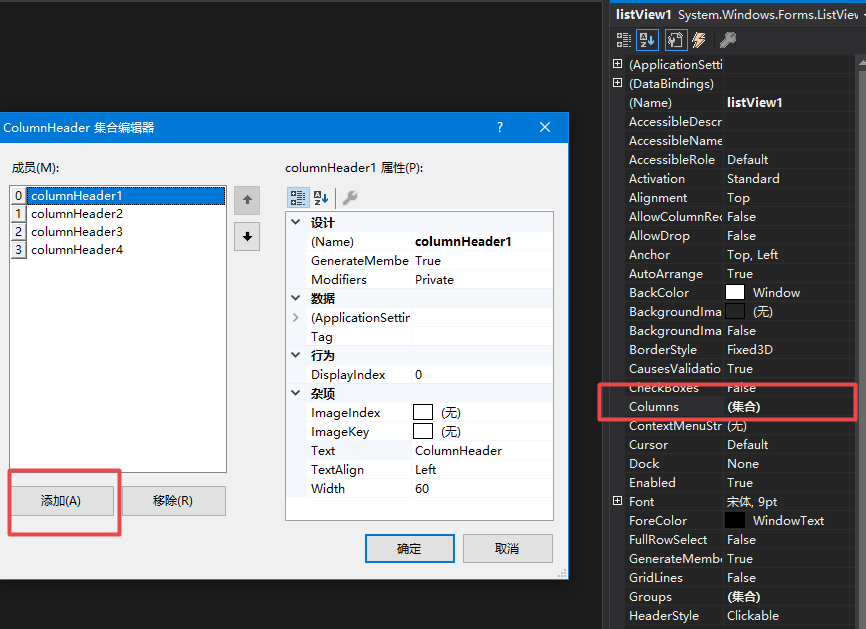 ColumnHeader 集合编辑器
?
成员(M):
0 columnHeader1
1 columnHeader2
2 columnHeader3
3 columnHeader4
添加(A)
移除(R)
columnHeader1 属性(P):
设计
(Name) columnHeader1
GenerateMembe True
Modifiers Private
数据
(ApplicationSettin
Tag
行为
DisplayIndex 0
杂项
ImageIndex (无)
ImageKey (无)
Text ColumnHeader
TextAlign Left
Width 60
确定
取消
listView1 System.Windows.Forms.ListView
(ApplicationSetti
(DataBindings)
(Name) listView1
AccessibleDescr
AccessibleName
AccessibleRole Default
Activation Standard
Alignment Top
AllowColumnRec False
AllowDrop False
Anchor Top, Left
AutoArrange True
BackColor Window
BackgroundIma (无)
BackgroundIma False
BorderStyle Fixed3D
CausesValidatio True
CheckBoxes False
Columns (集合)
ContextMenuStr (无)
Cursor Default
Dock None
Enabled True
Font 宋体, 9pt
ForeColor WindowText
FullRowSelect False
GenerateMembe True
GridLines False
Groups (集合)
HeaderStyle Clickable